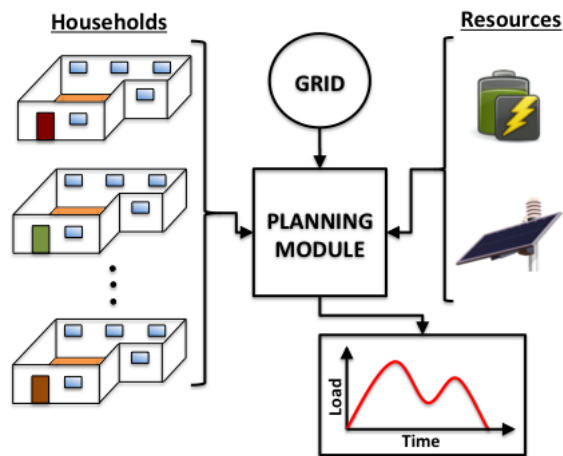 Households
Resources
GRID
PLANNING
MODULE
Load
Time